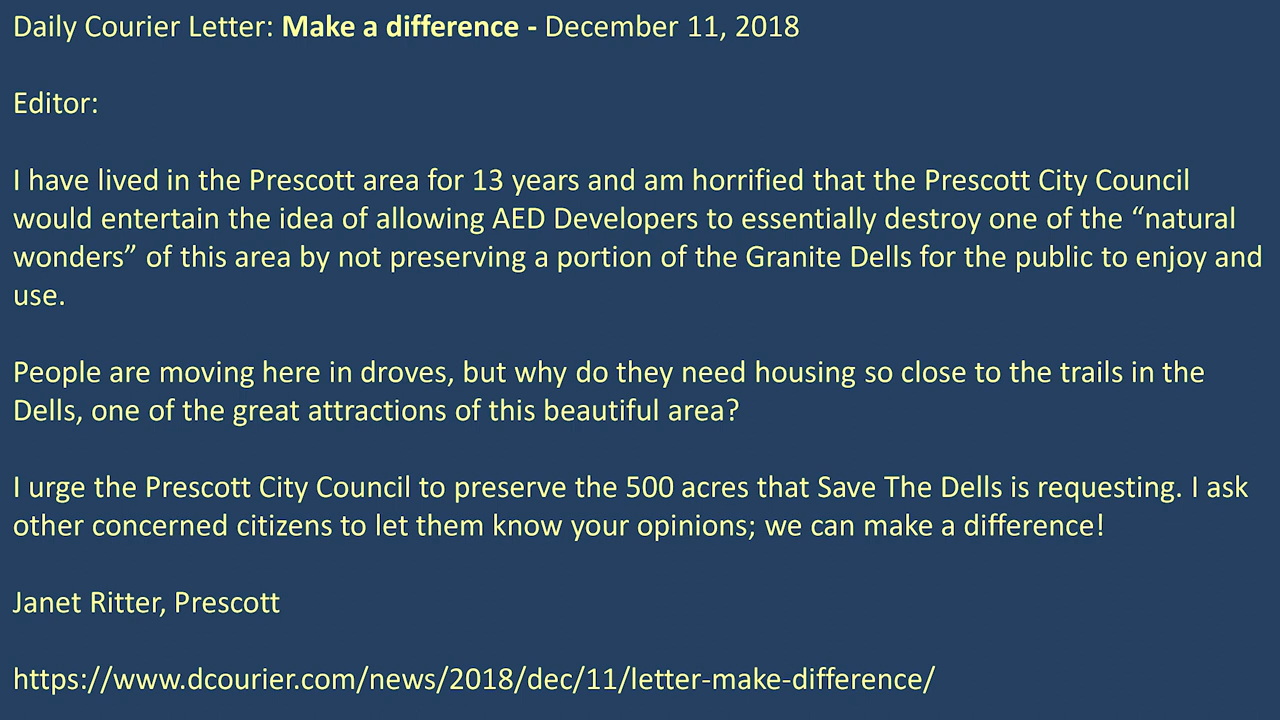 Daily Courier Letter: Make a difference - December 11, 2018
Editor:
I have lived in the Prescott area for 13 years and am horrified that the Prescott City Council
would entertain the idea of allowing AED Developers to essentially destroy one of the “natural
wonders” of this area by not preserving a portion of the Granite Dells for the public to enjoy and
use.
People are moving here in droves, but why do they need housing so close to the trails in the
Dells, one of the great attractions of this beautiful area?
I urge the Prescott City Council to preserve the 500 acres that Save The Dells is requesting. I ask
other concerned citizens to let them know your opinions; we can make a difference!
Janet Ritter, Prescott
https://www.dcourier.com/news/2018/dec/11/letter-make-difference/